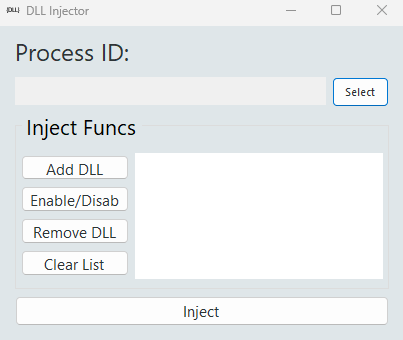 DLL Injector
Process ID:
Select
Inject Funcs
Add DLL
Enable/Disab
Remove DLL
Clear List
Inject